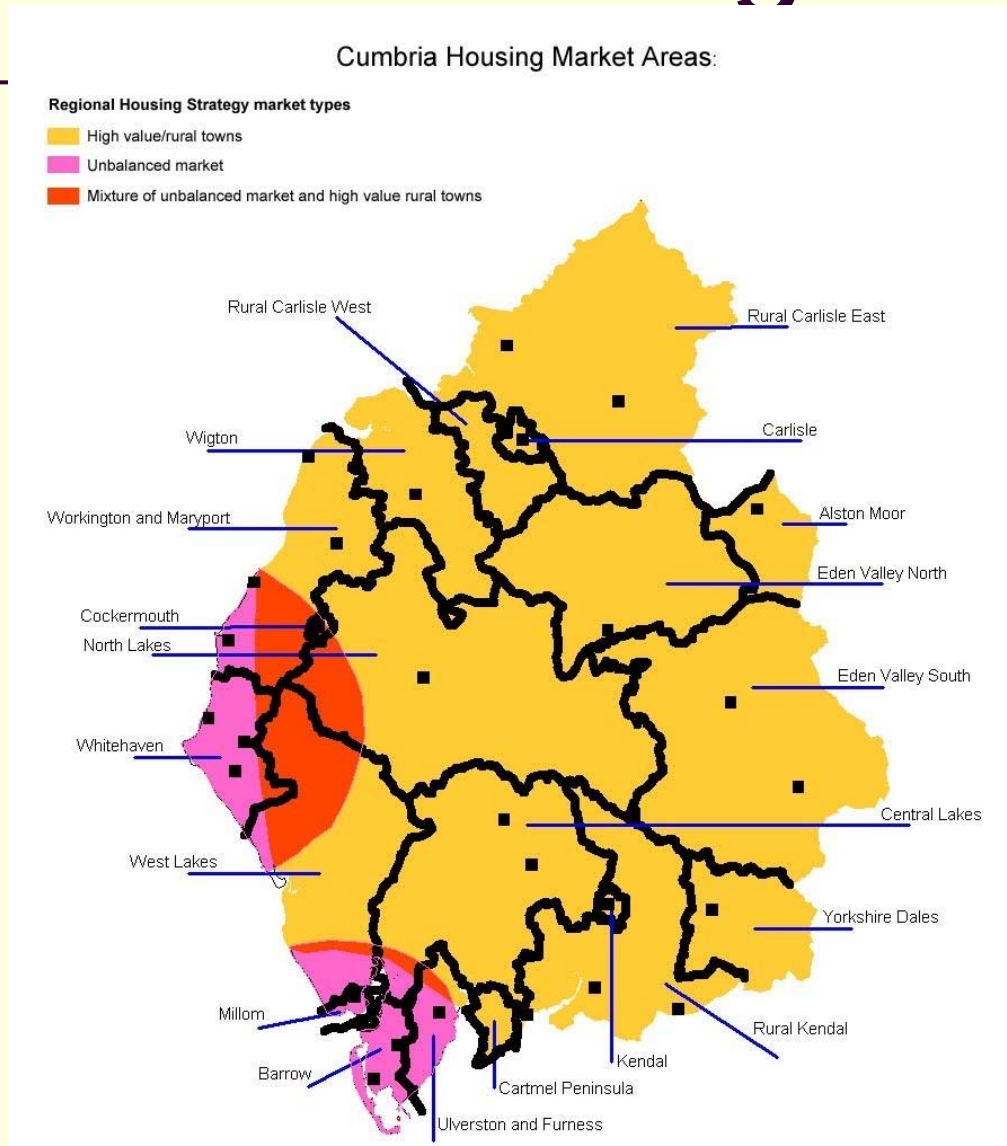 Cumbria Housing Market Areas:
Regional Housing Strategy market types
High value/rural towns
Unbalanced market
Mixture of unbalanced market and high value rural towns
Rural Carlisle West
Rural Carlisle East
Wigton
Carlisle
Workington and Maryport
Alston Moor
Eden Valley North
Cockermouth
North Lakes
Eden Valley South
Whitehaven
Central Lakes
West Lakes
Yorkshire Dales
Millom
Rural Kendal
Kendal
Barrow
Cartmel Peninsula
Ulverston and Furness